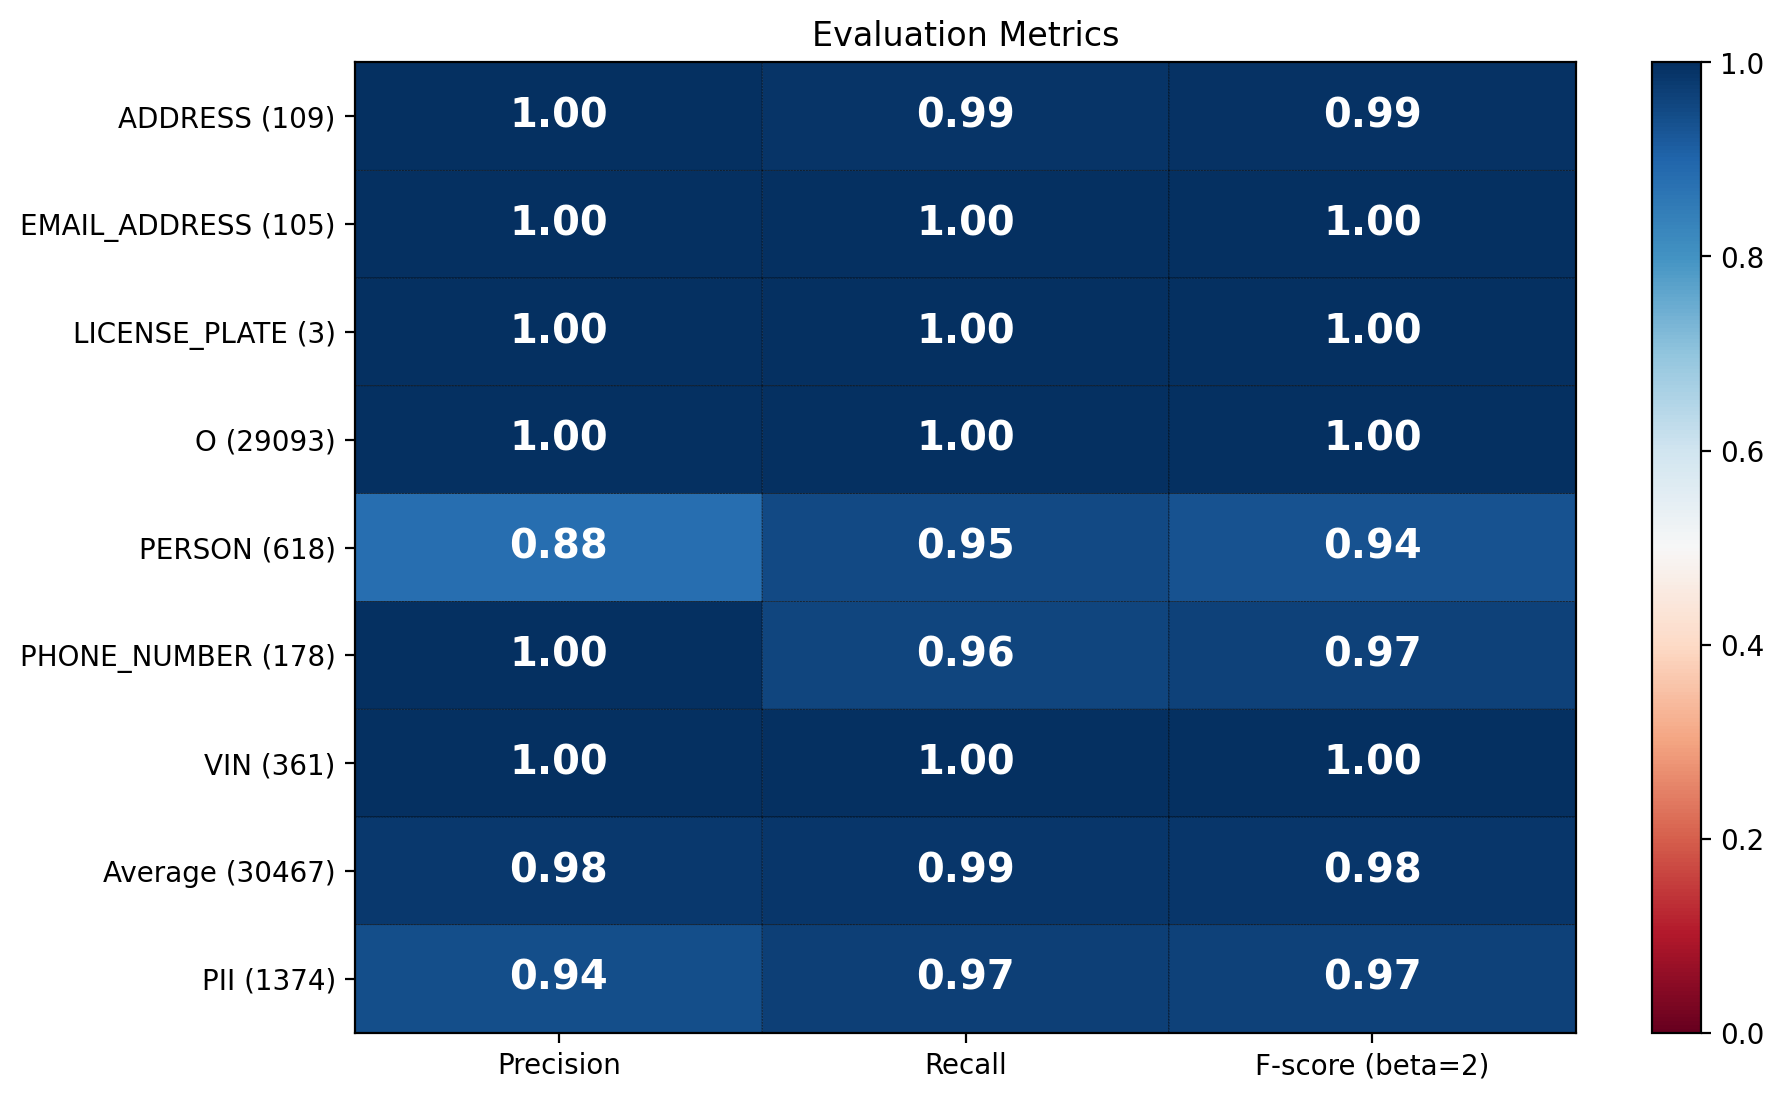 Evaluation Metrics
ADDRESS (109) 1.00 0.99 0.99
EMAIL_ADDRESS (105) 1.00 1.00 1.00
LICENSE_PLATE (3) 1.00 1.00 1.00
O (29093) 1.00 1.00 1.00
PERSON (618) 0.88 0.95 0.94
PHONE_NUMBER (178) 1.00 0.96 0.97
VIN (361) 1.00 1.00 1.00
Average (30467) 0.98 0.99 0.98
PII (1374) 0.94 0.97 0.97
Precision Recall F-score (beta=2)
1.0
0.8
0.6
0.4
0.2
0.0